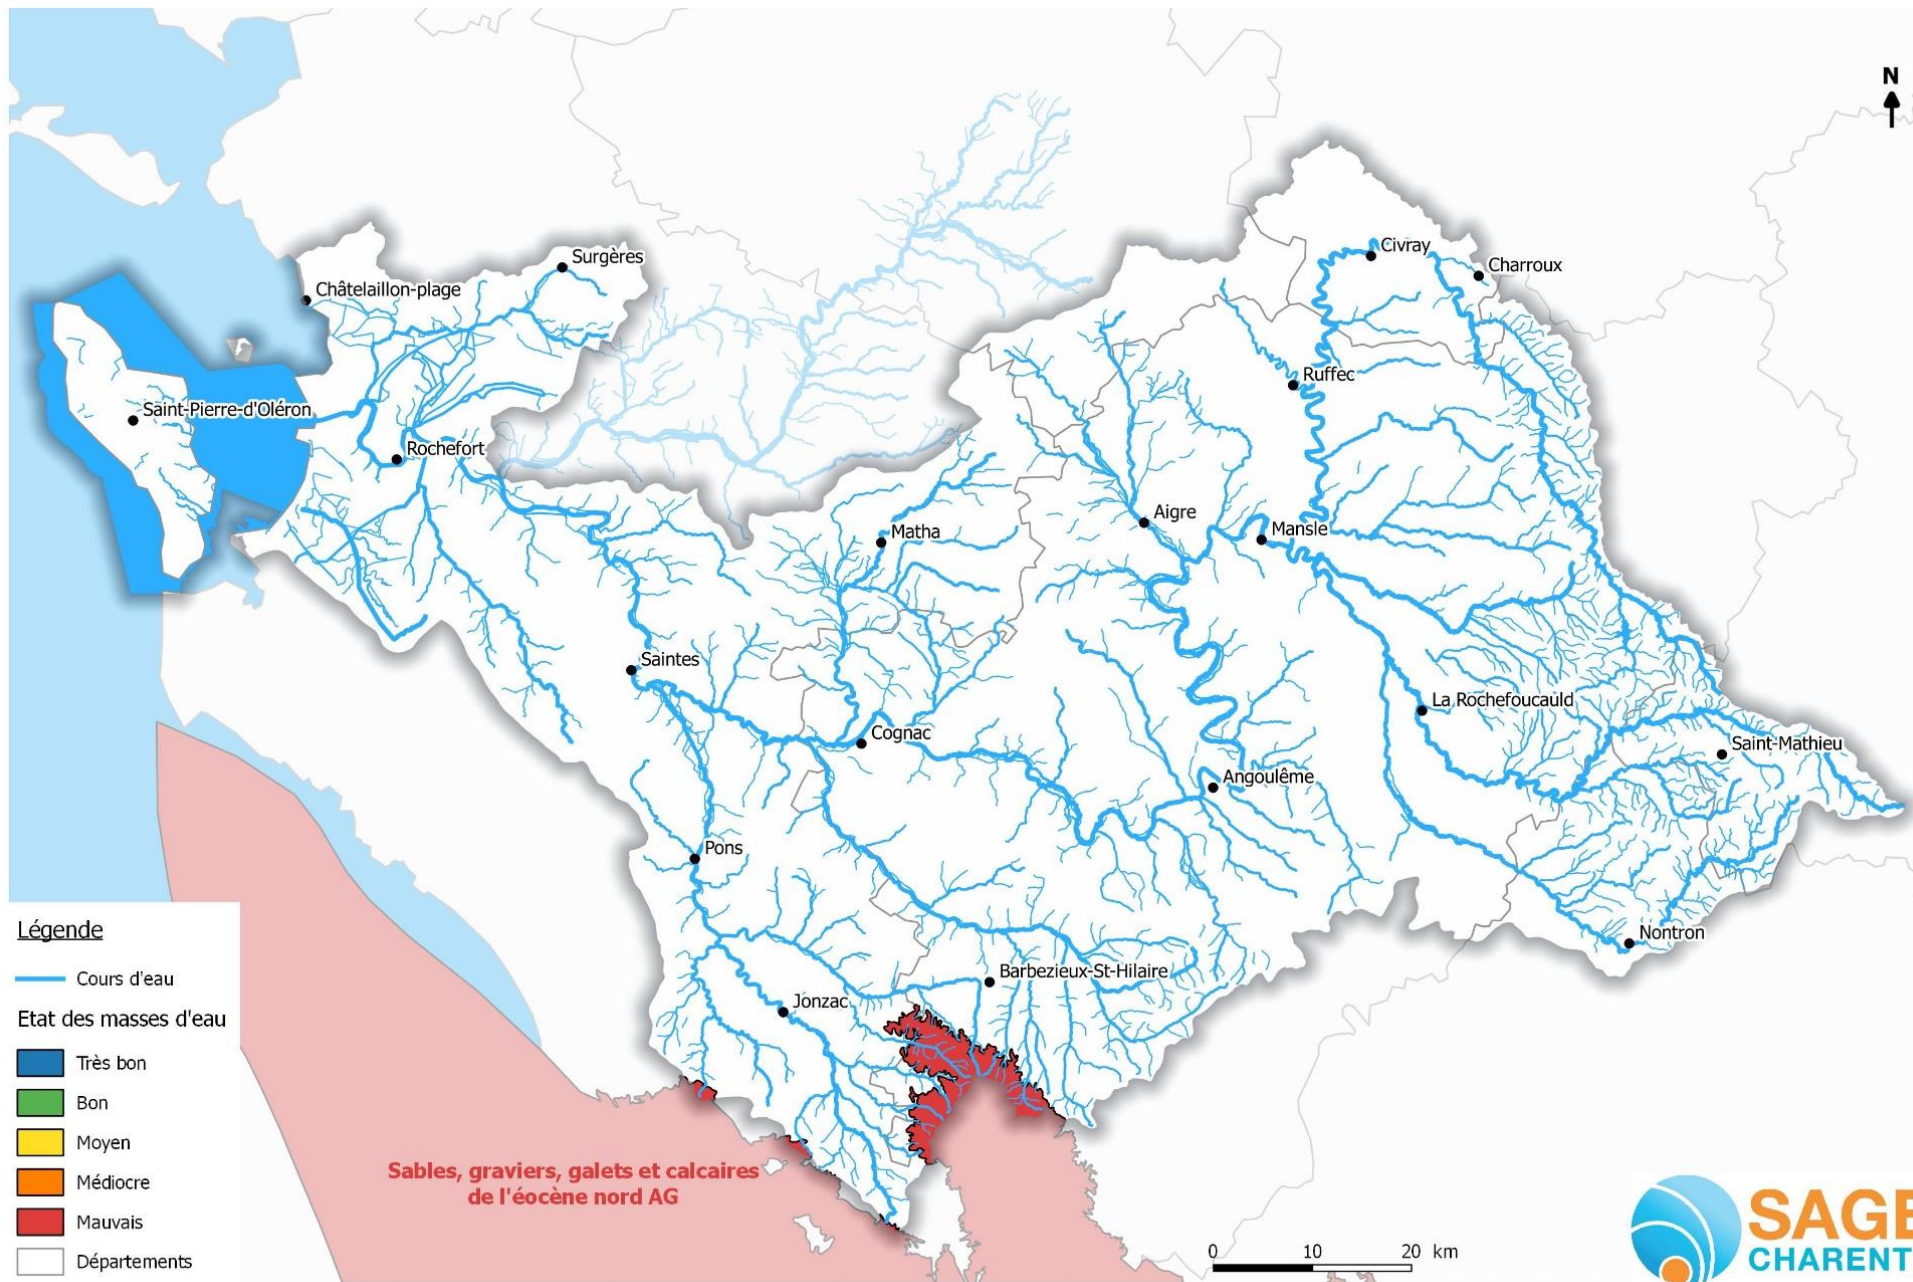 N
Civray
Charroux
Surgères
Châtelaillon-plage
Ruffec
Saint-Pierre-d'Oléron
Rochefort
Aigre
Mansle
Matha
Saintes
La Rochefoucauld
Cognac
Saint-Mathieu
Angoulême
Pons
Nontron
Barbezieux-St-Hilaire
Jonzac
Légende
Cours d'eau
Etat des masses d'eau
Très bon
Bon
Moyen
Médiocre
Mauvais
Départements
Sables, graviers, galets et calcaires
de l'éocène nord AG
0 10 20 km
SAGE
CHARENT